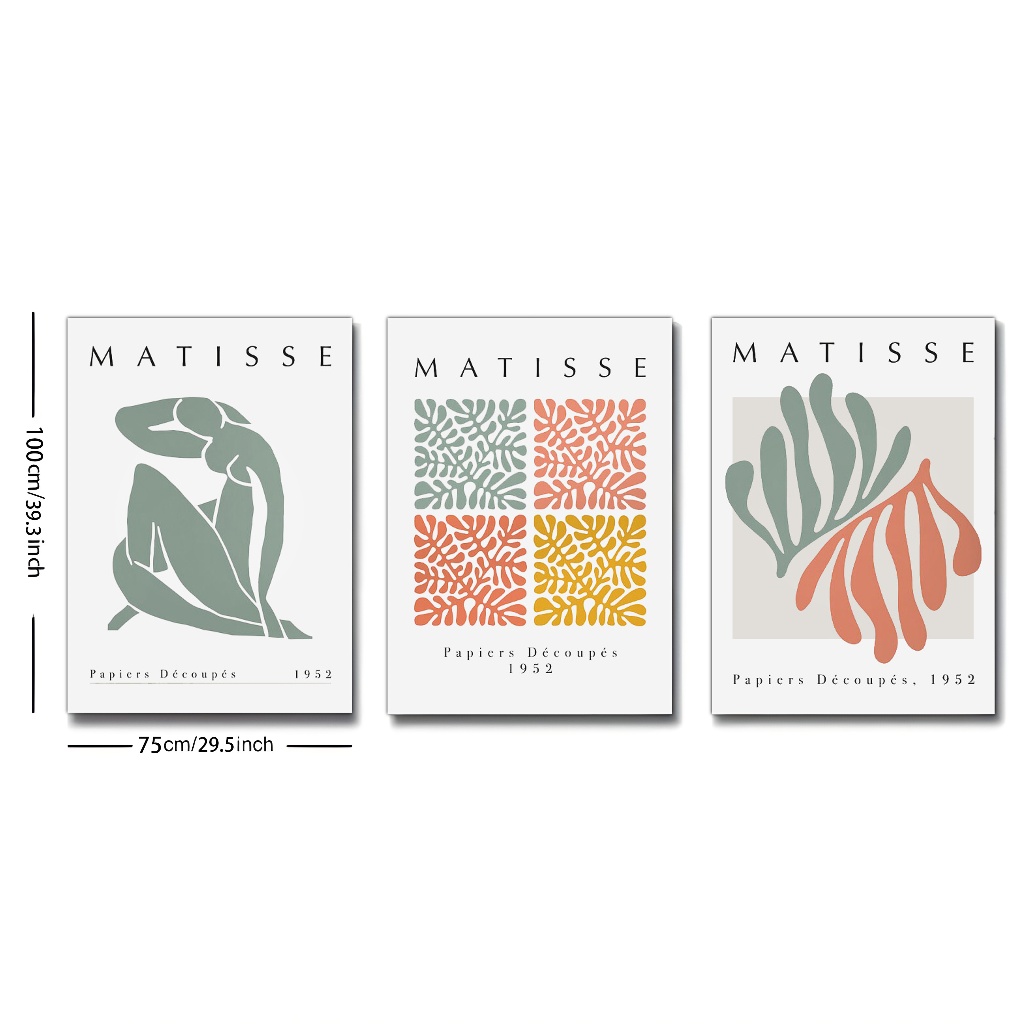 MATISSE
Papiers Découpés 1952
MATISSE
Papiers Découpés
1952
MATISSE
Papiers Découpés, 1952
100cm/39.3inch
75cm/29.5inch